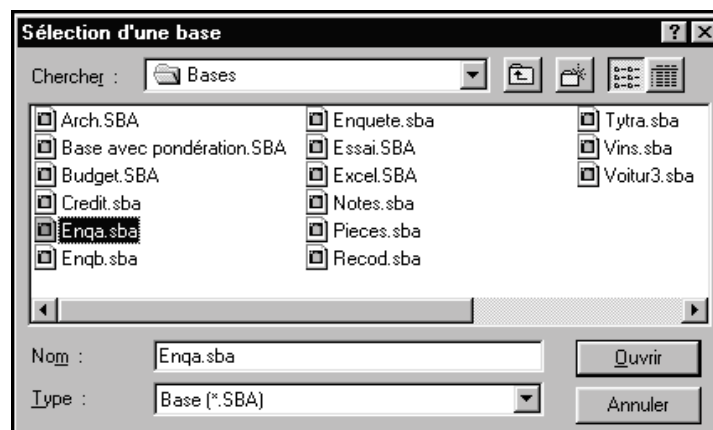 Sélection d'une base
Chercher : Bases
Arch.SBA
Base avec pondération.SBA
Budget.SBA
Credit.sba
Enqa.sba
Enqb.sba
Enquete.sba
Essai.SBA
Excel.SBA
Notes.sba
Pieces.sba
Recod.sba
Tytra.sba
Vins.sba
Voitur3.sba
Nom : Enqa.sba Ouvrir
Type : Base (*.SBA) Annuler